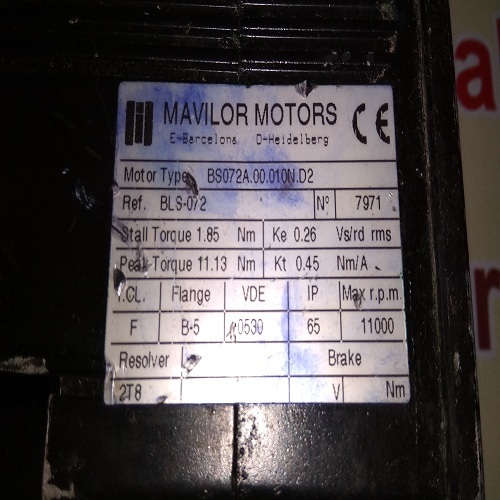 MAVILOR MOTORS
E-Barcelona D-Heidelberg
CE
Motor Type BS072A.00.010N.D2
Ref. BLS-072 Nº 7971
Stall Torque 1.85 Nm Ke 0.26 Vs/rd rms
Peak Torque 11.13 Nm Kt 0.45 Nm/A
I.CL. Flange VDE IP Max r.p.m.
F B-5 0530 65 11000
Resolver Brake
2T8 V Nm